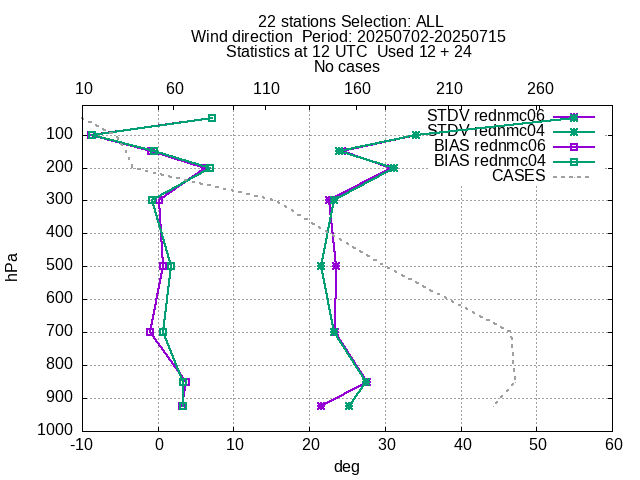 22 stations Selection: ALL
Wind direction  Period: 20250702-20250715
Statistics at 12 UTC  Used 12 + 24
No cases
10 60 110 160 210 260
STDV rednmc06
STDV rednmc04
BIAS rednmc06
BIAS rednmc04
CASES
100
200
300
400
500
600
700
800
900
1000
hPa
-10 0 10 20 30 40 50 60
deg